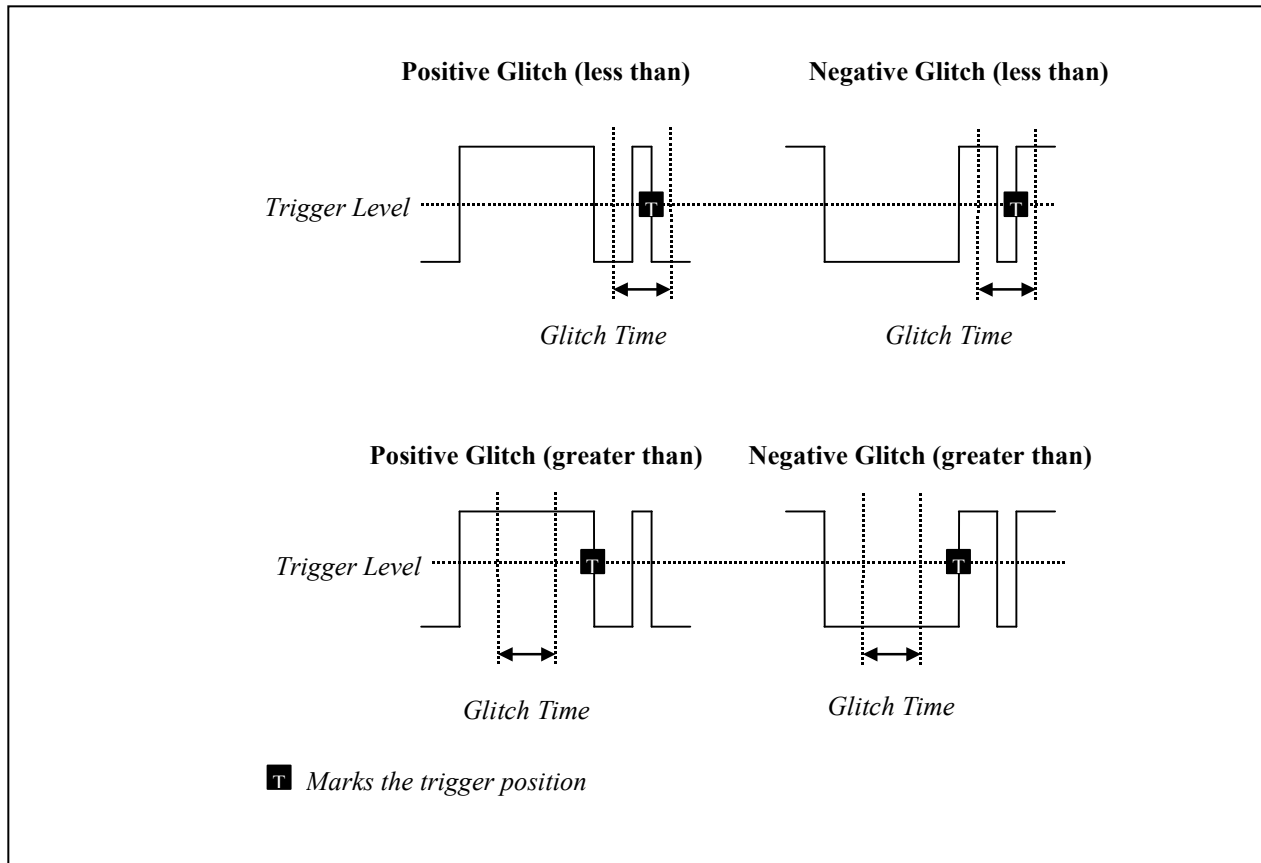 Positive Glitch (less than)
Negative Glitch (less than)
Trigger Level
T
T
Glitch Time
Glitch Time
Positive Glitch (greater than)
Negative Glitch (greater than)
Trigger Level
T
T
Glitch Time
Glitch Time
T Marks the trigger position